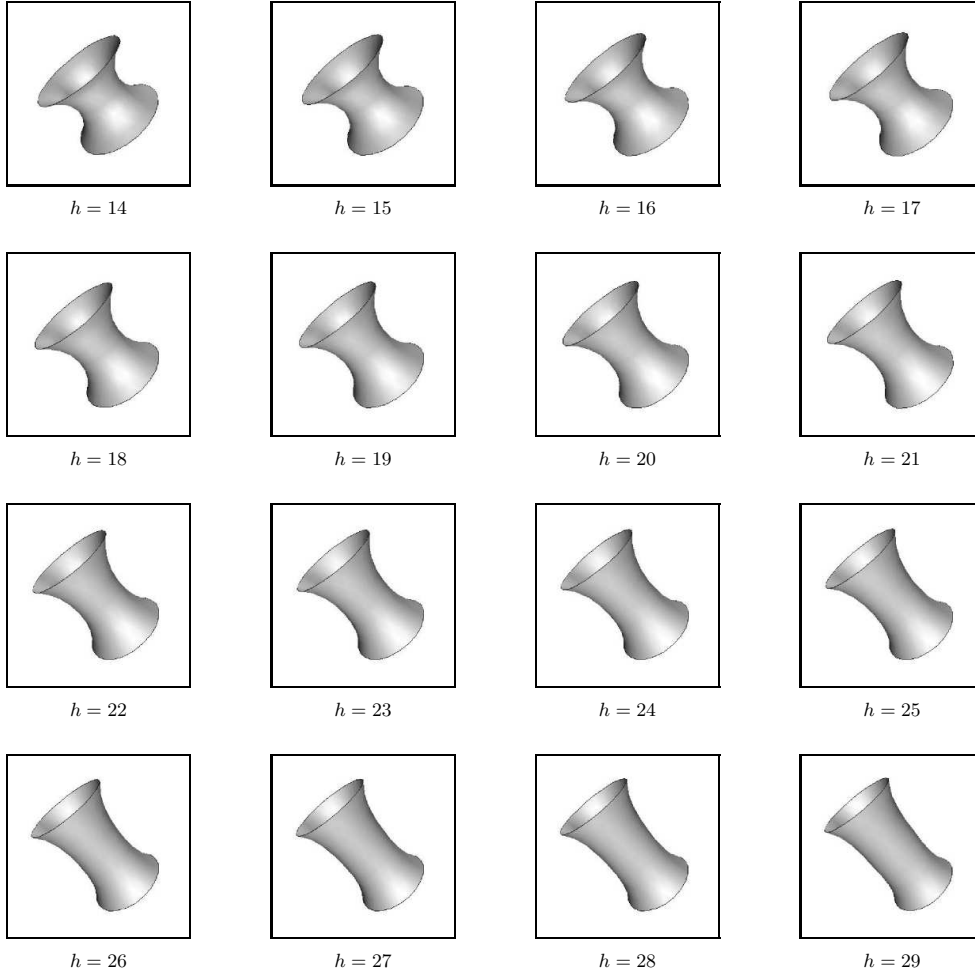 h = 14 h = 15 h = 16 h = 17
h = 18 h = 19 h = 20 h = 21
h = 22 h = 23 h = 24 h = 25
h = 26 h = 27 h = 28 h = 29